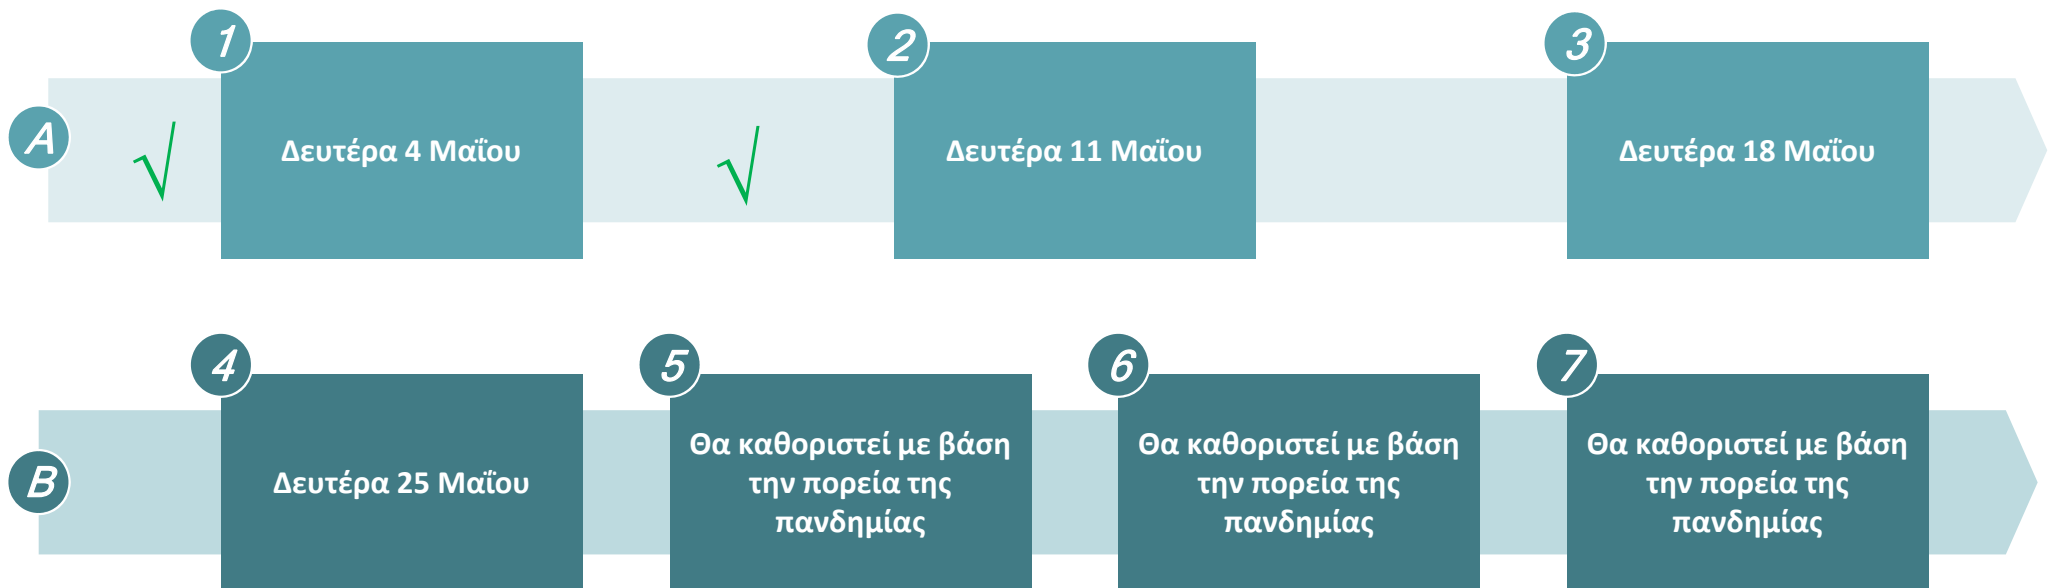 1
2
3
A
√
Δευτέρα 4 Μαΐου
√
Δευτέρα 11 Μαΐου
Δευτέρα 18 Μαΐου
4
5
6
7
B
Δευτέρα 25 Μαΐου
Θα καθοριστεί με βάση
την πορεία της
πανδημίας
Θα καθοριστεί με βάση
την πορεία της
πανδημίας
Θα καθοριστεί με βάση
την πορεία της
πανδημίας